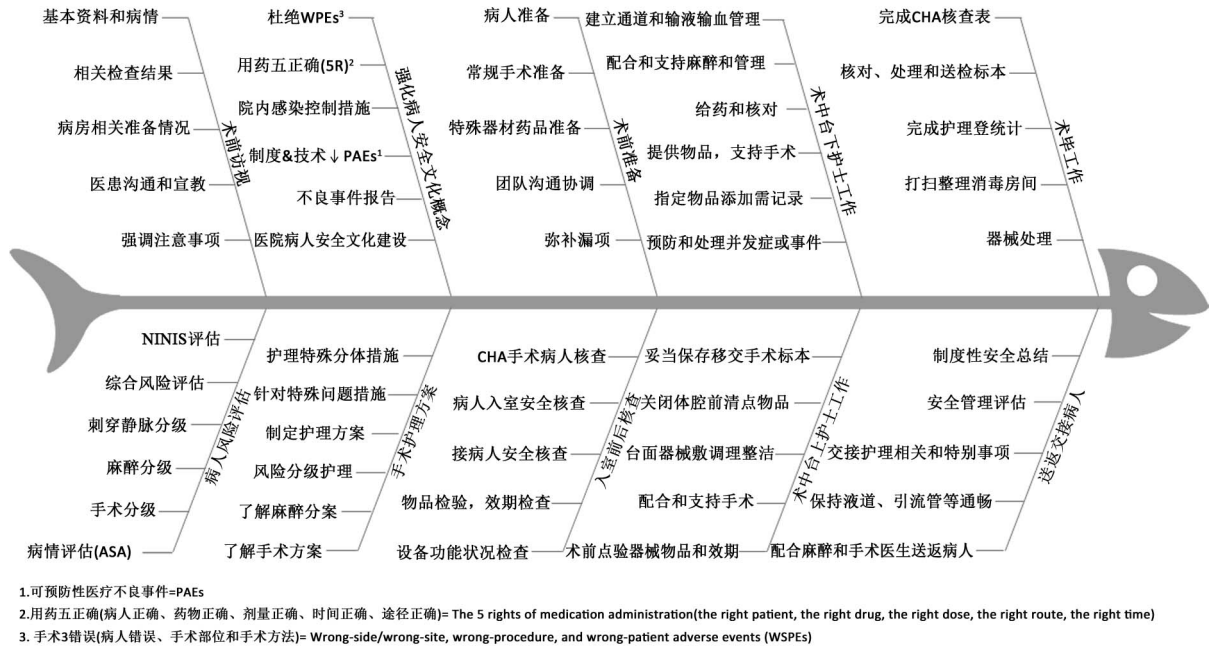 基本资料和病情
相关检查结果
病房相关准备情况
医患沟通和宣教
强调注意事项
术前访视
杜绝WPEs³
用药五正确(5R)²
院内感染控制措施
制度&技术↓PAEs¹
不良事件报告
医院病人安全文化建设
强化病人安全文化概念
病人准备
常规手术准备
特殊器材药品准备
团队沟通协调
弥补漏项
术前准备
建立通道和输液输血管理
配合和支持麻醉和管理
给药和核对
提供物品，支持手术
指定物品添加需记录
预防和处理并发症或事件
术中台下护士工作
完成CHA核查表
核对、处理和送检标本
完成护理登统计
打扫整理消毒房间
器械处理
术毕工作
NINIS评估
综合风险评估
刺穿静脉分级
麻醉分级
手术分级
病情评估(ASA)
病人风险评估
护理特殊分体措施
针对特殊问题措施
制定护理方案
风险分级护理
了解麻醉分案
了解手术方案
手术护理方案
CHA手术病人核查
病人入室安全核查
接病人安全核查
物品检验，效期检查
设备功能状况检查
入室前后核查
妥当保存移交手术标本
关闭体腔前清点物品
台面器械敷调理整洁
配合和支持手术
术前点验器械物品和效期
术中台上护士工作
制度性安全总结
安全管理评估
交接护理相关和特别事项
保持液道、引流管等通畅
配合麻醉和手术医生送返病人
送返交接病人
1.可预防性医疗不良事件=PAEs
2.用药五正确(病人正确、药物正确、剂量正确、时间正确、途径正确)= The 5 rights of medication administration(the right patient, the right drug, the right dose, the right route, the right time)
3. 手术3错误(病人错误、手术部位和手术方法)= Wrong-side/wrong-site, wrong-procedure, and wrong-patient adverse events (WSPEs)